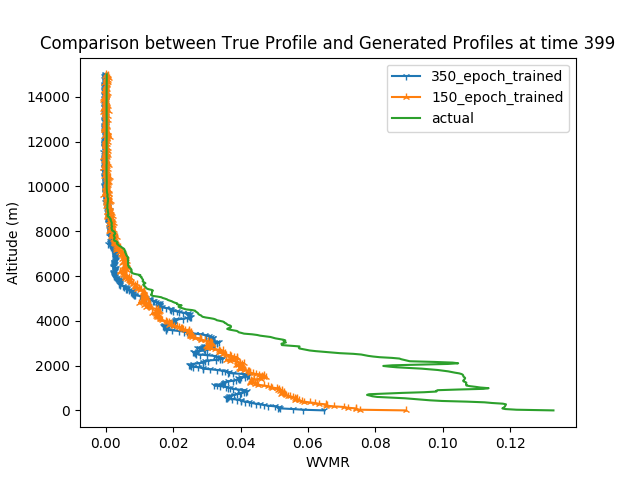 Comparison between True Profile and Generated Profiles at time 399
350_epoch_trained
150_epoch_trained
actual
14000
12000
10000
8000
6000
4000
2000
0
Altitude (m)
0.00 0.02 0.04 0.06 0.08 0.10 0.12
WVMR